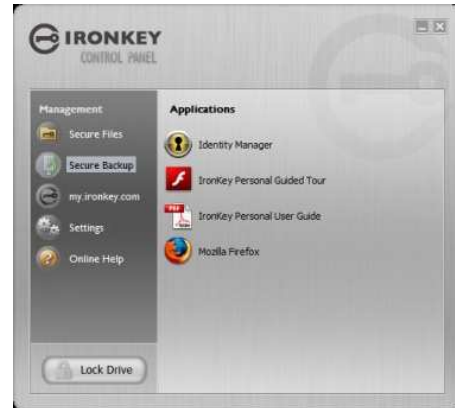 IRONKEY
CONTROL PANEL
Management
Secure Files
Secure Backup
my.ironkey.com
Settings
Online Help
Lock Drive
Applications
Identity Manager
IronKey Personal Guided Tour
PDF
IronKey Personal User Guide
Mozilla Firefox